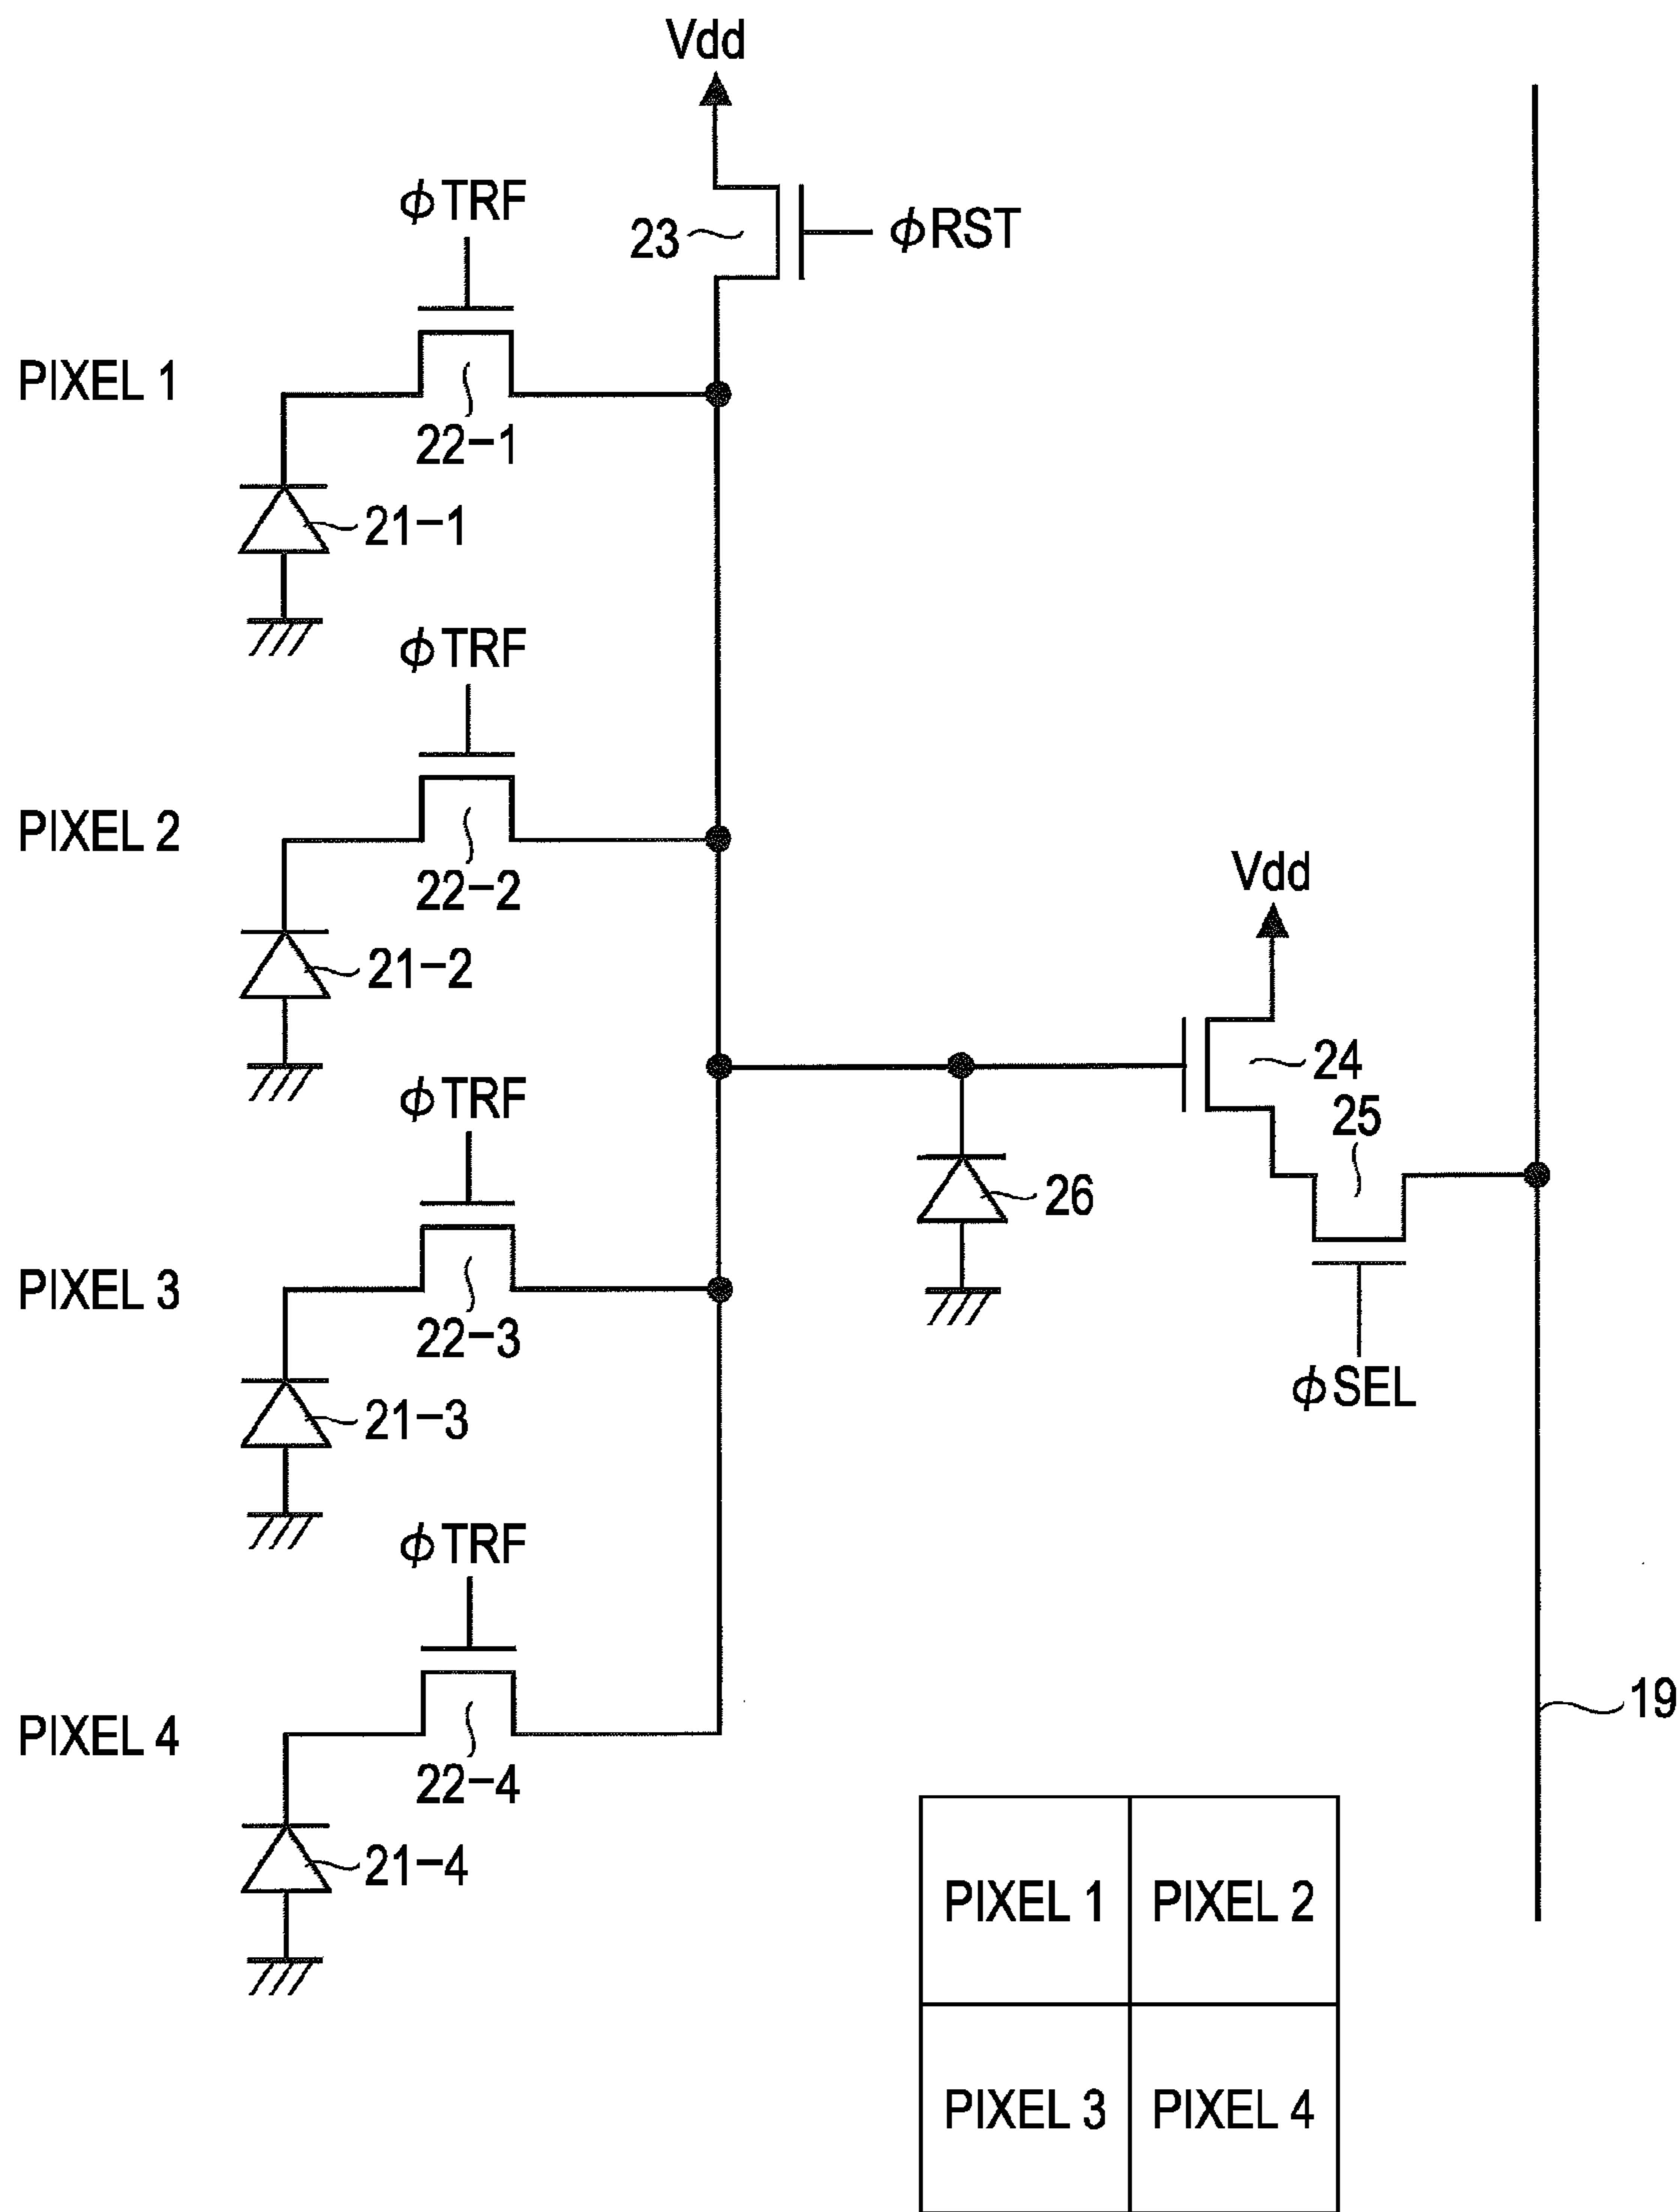 Vdd
ϕTRF
23
ϕRST
PIXEL 1
22-1
21-1
ϕTRF
PIXEL 2
22-2
Vdd
21-2
24
ϕTRF
25
26
PIXEL 3
22-3
ϕSEL
21-3
ϕTRF
19
PIXEL 4
22-4
21-4
PIXEL 1 PIXEL 2
PIXEL 3 PIXEL 4